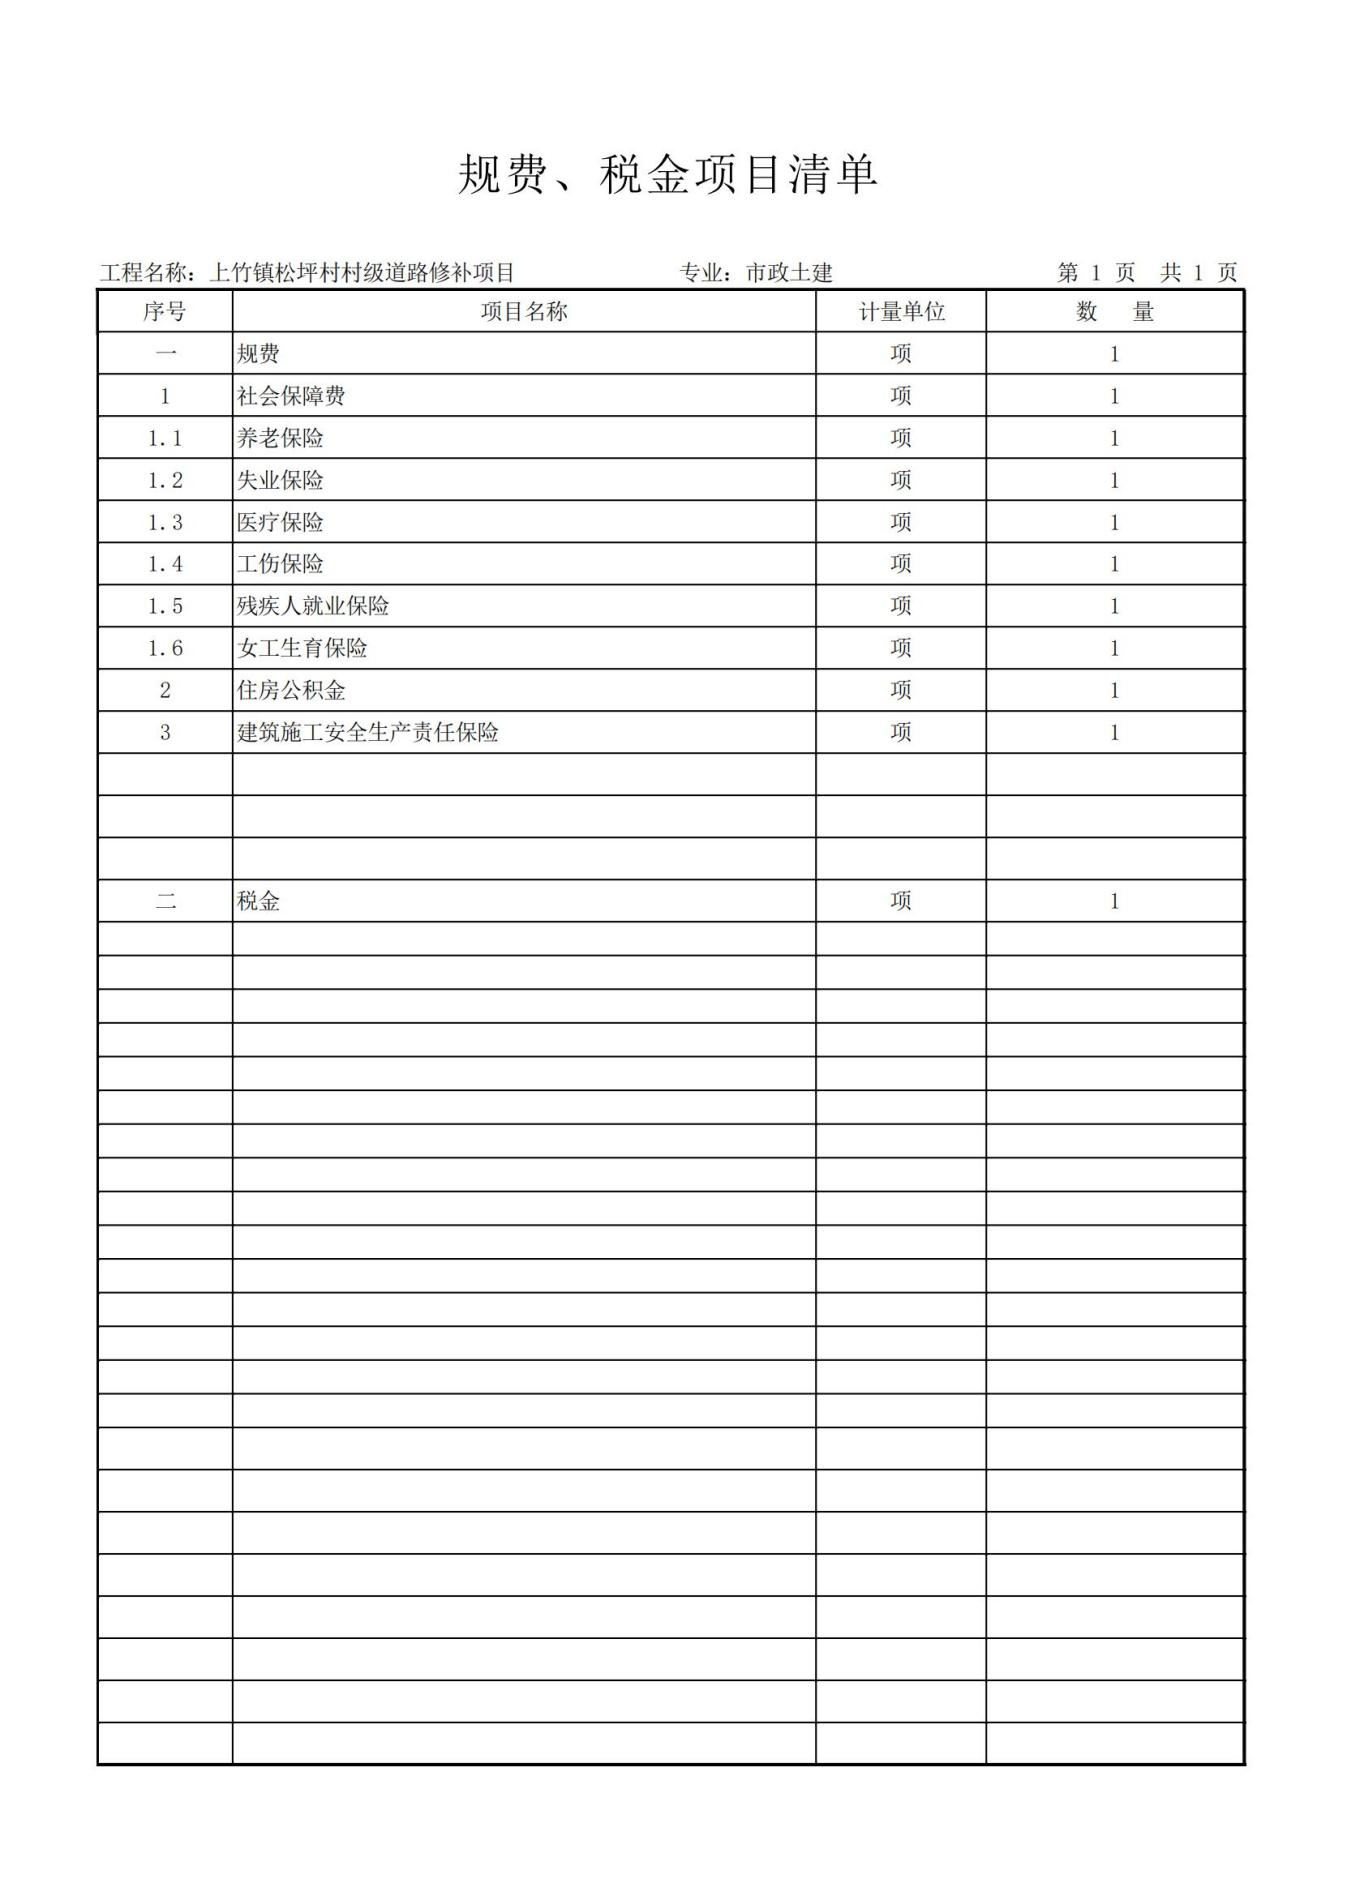 规费、税金项目清单
工程名称：上竹镇松坪村村级道路修补项目 专业：市政土建 第 1 页 共 1 页
序号 项目名称 计量单位 数 量
一 规费 项 1
1 社会保障费 项 1
1.1 养老保险 项 1
1.2 失业保险 项 1
1.3 医疗保险 项 1
1.4 工伤保险 项 1
1.5 残疾人就业保险 项 1
1.6 女工生育保险 项 1
2 住房公积金 项 1
3 建筑施工安全生产责任保险 项 1
二 税金 项 1